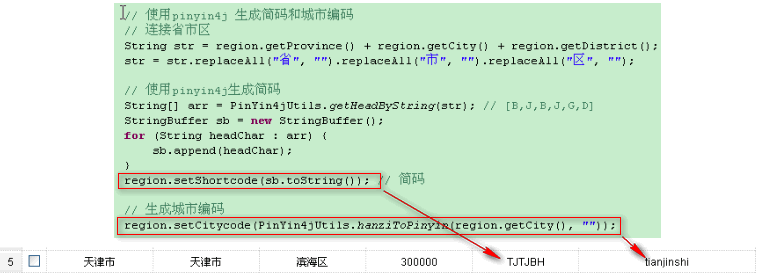 // 使用pinyin4j 生成简码和城市编码
// 连接省市区
String str = region.getProvince() + region.getCity() + region.getDistrict();
str = str.replaceAll("省", "").replaceAll("市", "").replaceAll("区", "");
// 使用pinyin4j生成简码
String[] arr = PinYin4jUtils.getHeadByString(str); // [B,J,B,J,G,D]
StringBuffer sb = new StringBuffer();
for (String headChar : arr) {
sb.append(headChar);
}
region.setShortcode(sb.toString()); // 简码
// 生成城市编码
region.setCitycode(PinYin4jUtils.hanziToPinyin(region.getCity(), ""));
5 天津市 天津市 滨海区 300000 TJTJBH tianjinshi